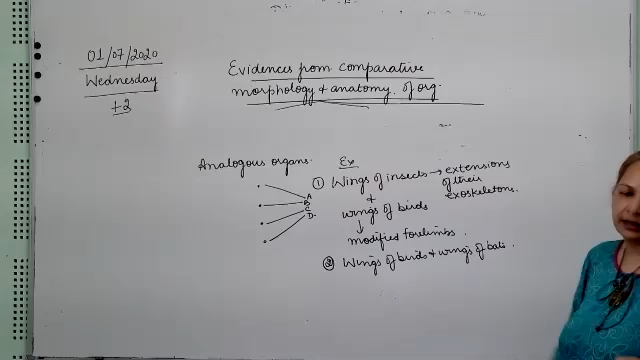 01/07/2020
Wednesday
+2
Evidences from comparative
morphology + anatomy of org.
Analogous organs.
Ex
① Wings of insects → extensions
of their
exoskeletons.
+
wings of birds
↓
modified forelimbs.
② Wings of birds + wings of bats.
A
B
C
D.